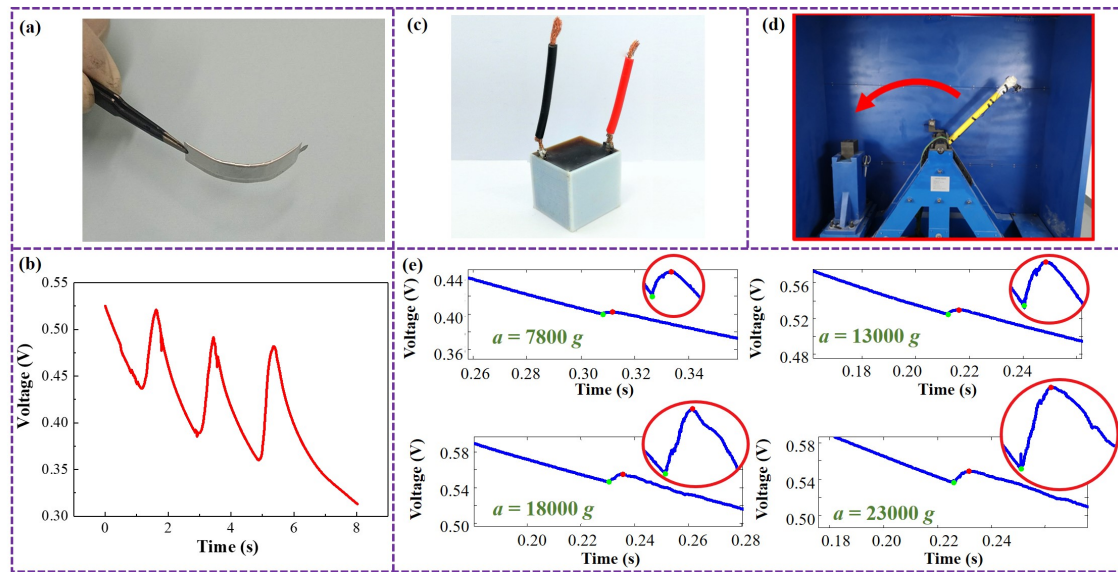 (a)
(c)
(d)
(b)
Voltage (V)
0.55
0.50
0.45
0.40
0.35
0.30
0 2 4 6 8
Time (s)
(e)
Voltage (V)
0.44
0.40
0.36
a = 7800 g
0.26 0.28 0.30 0.32 0.34
Time (s)
Voltage (V)
0.56
0.52
0.48
a = 13000 g
0.18 0.20 0.22 0.24
Time (s)
Voltage (V)
0.58
0.54
0.50
a = 18000 g
0.20 0.22 0.24 0.26 0.28
Time (s)
Voltage (V)
0.58
0.54
0.50
a = 23000 g
0.18 0.20 0.22 0.24
Time (s)